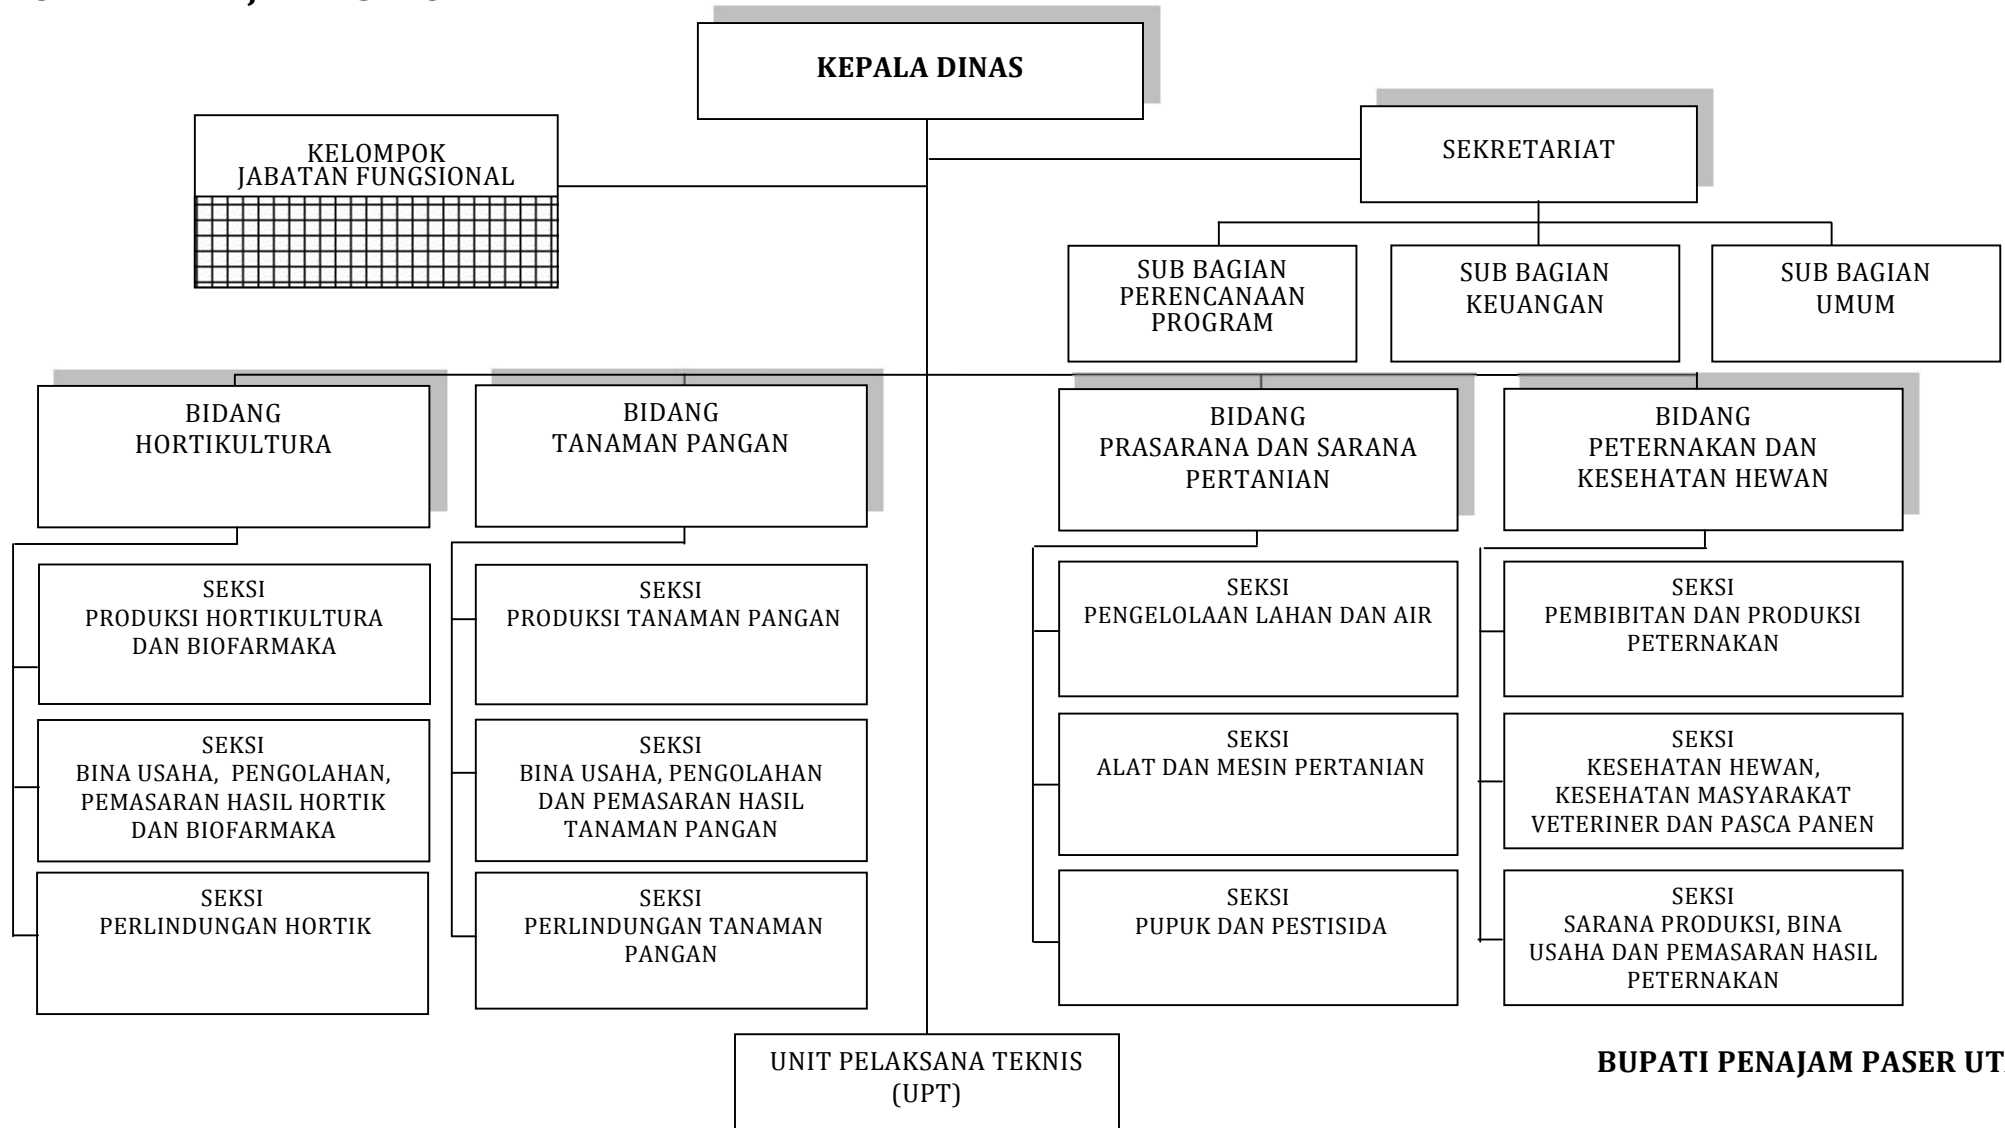 KEPALA DINAS
KELOMPOK
JABATAN FUNGSIONAL
SEKRETARIAT
SUB BAGIAN
PERENCANAAN
PROGRAM
SUB BAGIAN
KEUANGAN
SUB BAGIAN
UMUM
BIDANG
HORTIKULTURA
BIDANG
TANAMAN PANGAN
BIDANG
PRASARANA DAN SARANA
PERTANIAN
BIDANG
PETERNAKAN DAN
KESEHATAN HEWAN
SEKSI
PRODUKSI HORTIKULTURA
DAN BIOFARMAKA
SEKSI
PRODUKSI TANAMAN PANGAN
SEKSI
PENGELOLAAN LAHAN DAN AIR
SEKSI
PEMBIBITAN DAN PRODUKSI
PETERNAKAN
SEKSI
BINA USAHA, PENGOLAHAN,
PEMASARAN HASIL HORTIK
DAN BIOFARMAKA
SEKSI
BINA USAHA, PENGOLAHAN
DAN PEMASARAN HASIL
TANAMAN PANGAN
SEKSI
ALAT DAN MESIN PERTANIAN
SEKSI
KESEHATAN HEWAN,
KESEHATAN MASYARAKAT
VETERINER DAN PASCA PANEN
SEKSI
PERLINDUNGAN HORTIK
SEKSI
PERLINDUNGAN TANAMAN
PANGAN
SEKSI
PUPUK DAN PESTISIDA
SEKSI
SARANA PRODUKSI, BINA
USAHA DAN PEMASARAN HASIL
PETERNAKAN
UNIT PELAKSANA TEKNIS
(UPT)
BUPATI PENAJAM PASER